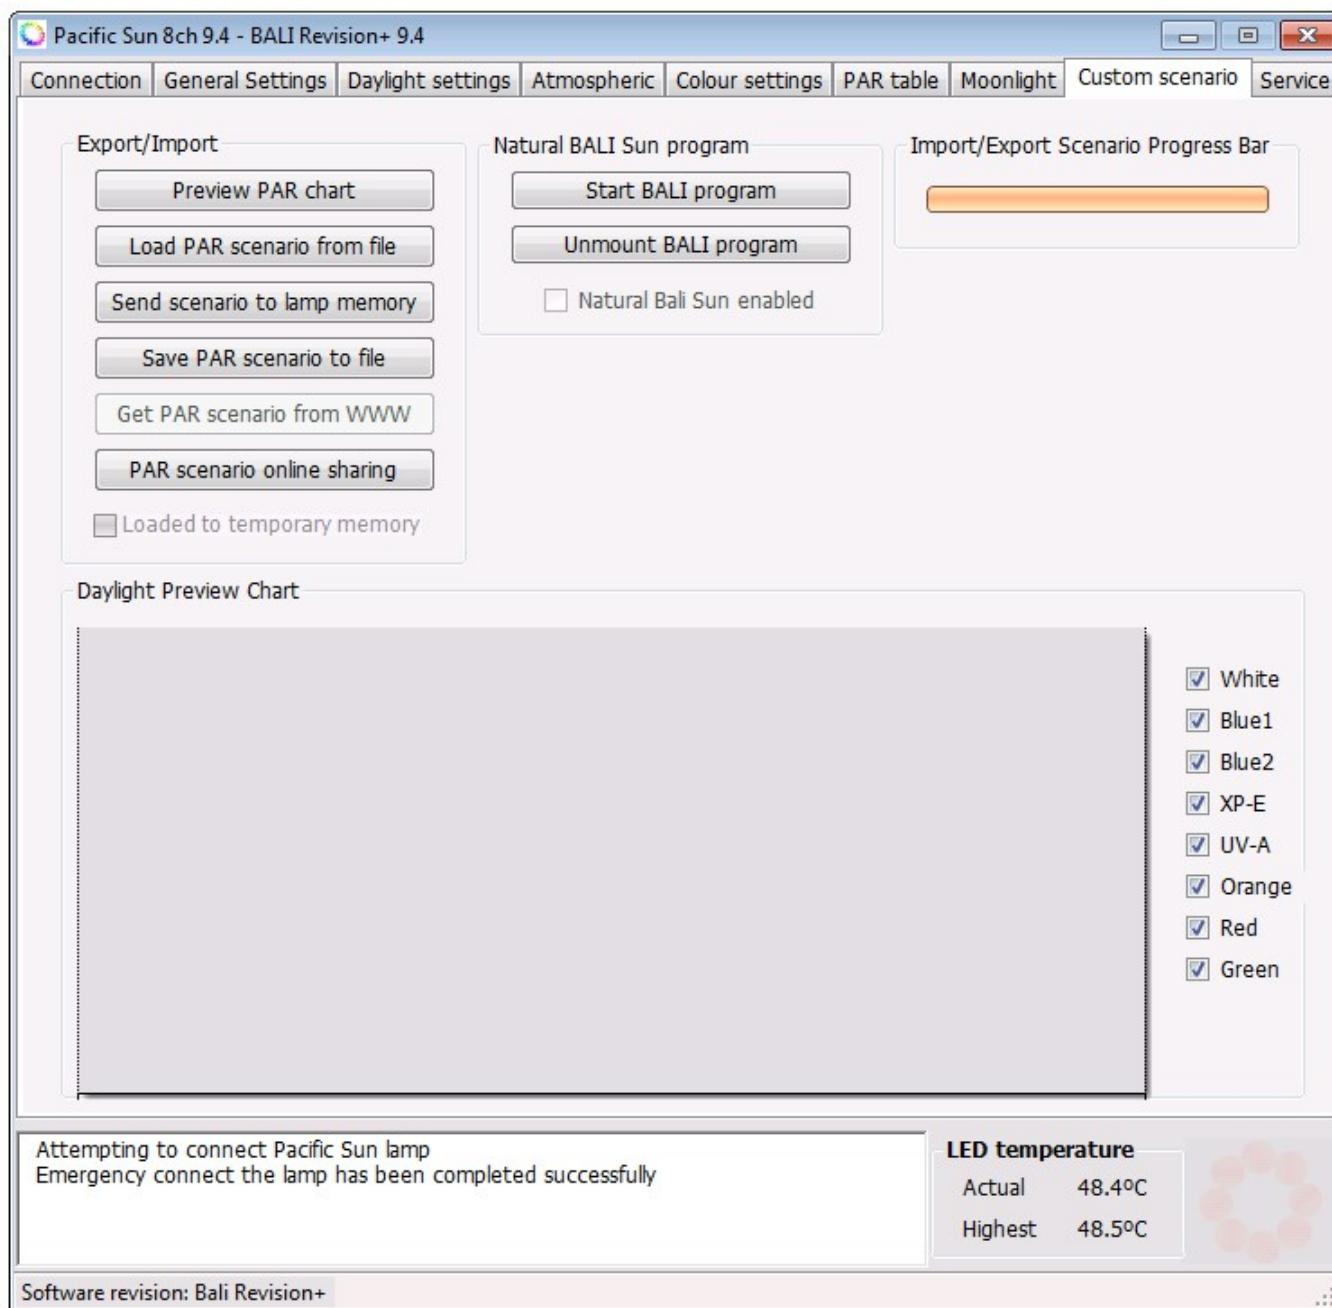 Pacific Sun 8ch 9.4 - BALI Revision+ 9.4
Connection General Settings Daylight settings Atmospheric Colour settings PAR table Moonlight Custom scenario Service
Export/Import
Preview PAR chart
Load PAR scenario from file
Send scenario to lamp memory
Save PAR scenario to file
Get PAR scenario from WWW
PAR scenario online sharing
Loaded to temporary memory
Natural BALI Sun program
Start BALI program
Unmount BALI program
Natural Bali Sun enabled
Import/Export Scenario Progress Bar
Daylight Preview Chart
White
Blue1
Blue2
XP-E
UV-A
Orange
Red
Green
Attempting to connect Pacific Sun lamp
Emergency connect the lamp has been completed successfully
LED temperature
Actual 48.4ºC
Highest 48.5ºC
Software revision: Bali Revision+